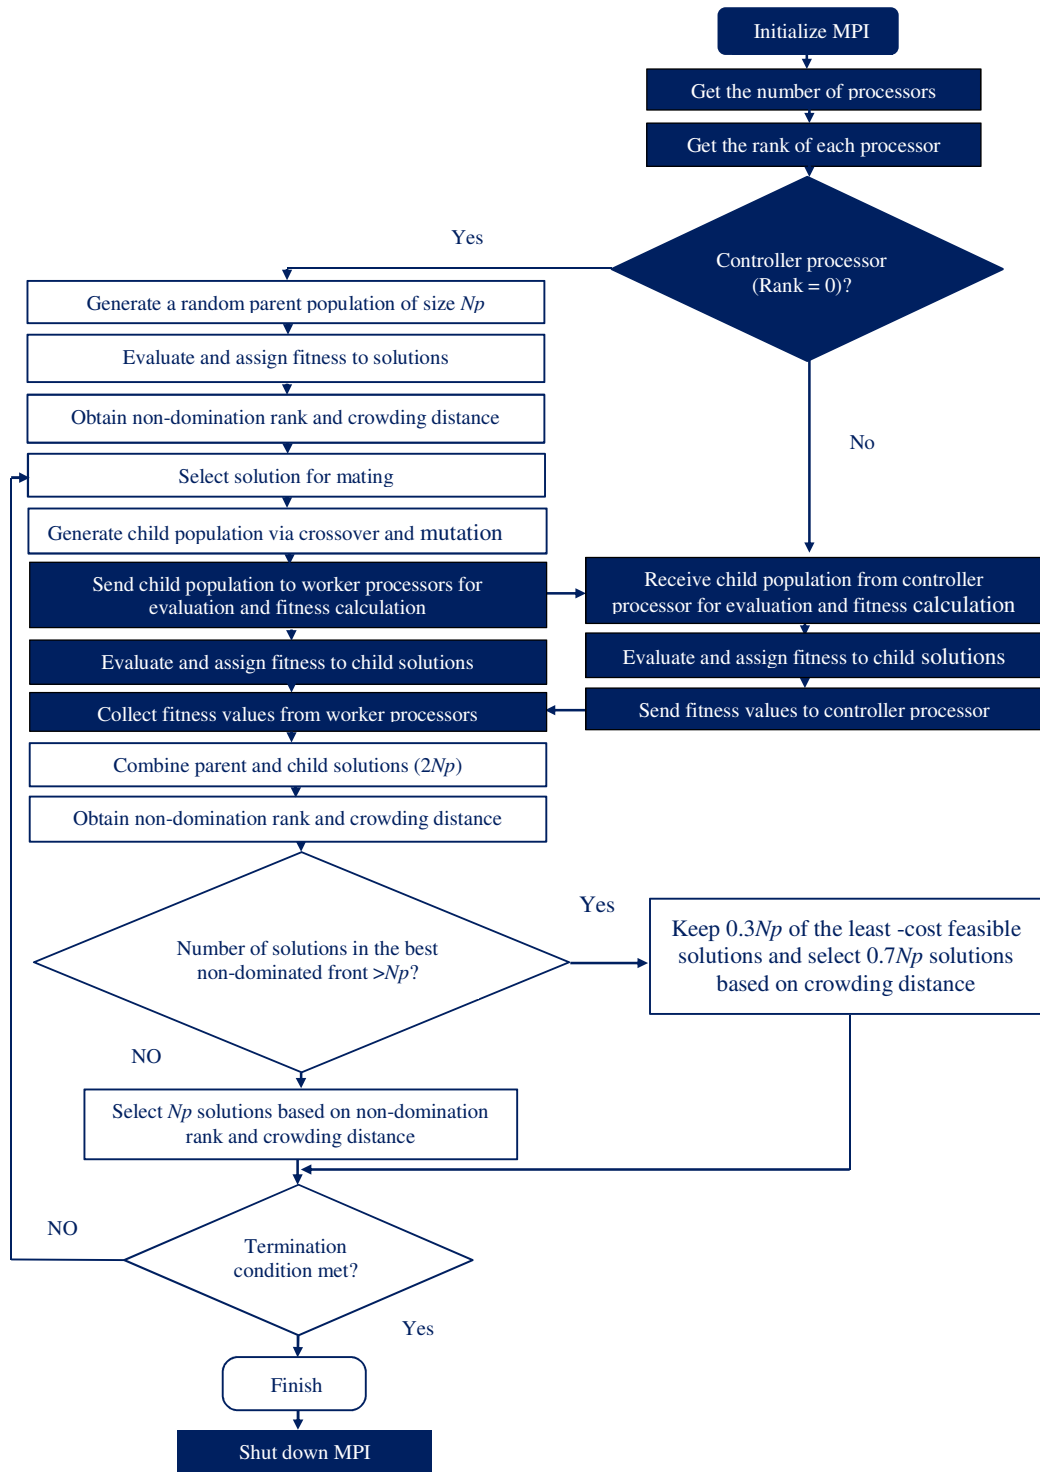 Initialize MPI
Get the number of processors
Get the rank of each processor
Yes
Controller processor
(Rank = 0)?
Generate a random parent population of size Np
Evaluate and assign fitness to solutions
Obtain non-domination rank and crowding distance
No
Select solution for mating
Generate child population via crossover and mutation
Send child population to worker processors for
evaluation and fitness calculation
Receive child population from controller
processor for evaluation and fitness calculation
Evaluate and assign fitness to child solutions
Evaluate and assign fitness to child solutions
Collect fitness values from worker processors
Send fitness values to controller processor
Combine parent and child solutions (2Np)
Obtain non-domination rank and crowding distance
Number of solutions in the best
non-dominated front >Np?
Yes
Keep 0.3Np of the least -cost feasible
solutions and select 0.7Np solutions
based on crowding distance
NO
Select Np solutions based on non-domination
rank and crowding distance
NO
Termination
condition met?
Yes
Finish
Shut down MPI